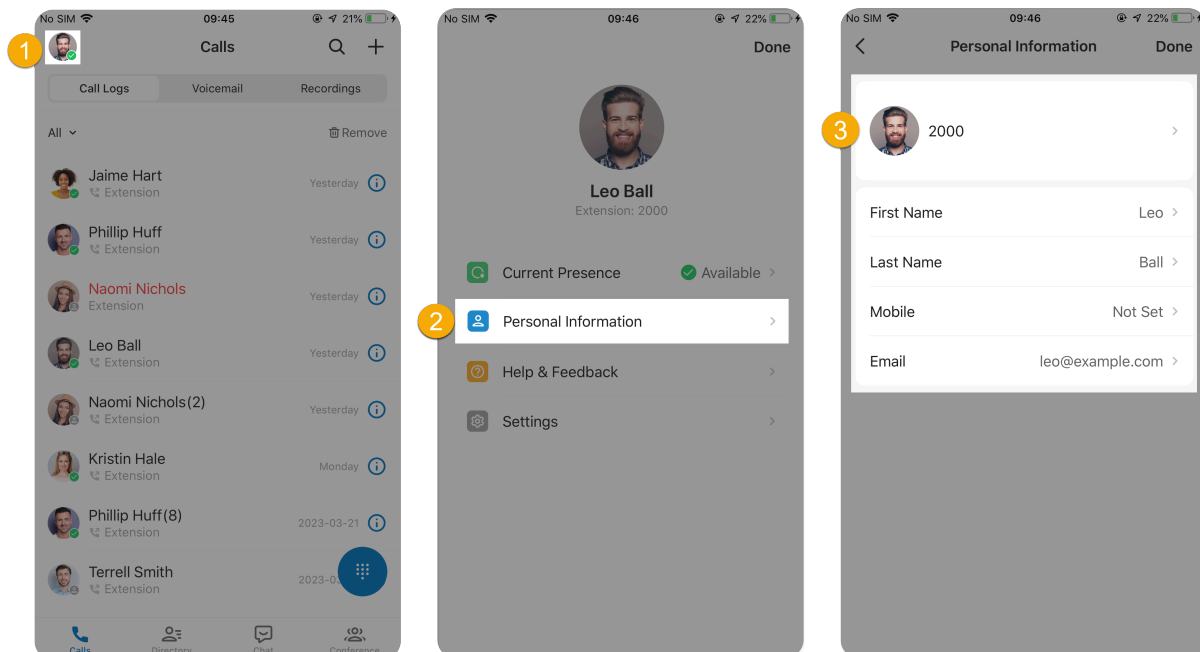 No SIM 09:45 21%
1
Calls
Call Logs Voicemail Recordings
All Remove
Jaime Hart
Extension Yesterday
Phillip Huff
Extension Yesterday
Naomi Nichols
Extension Yesterday
Leo Ball
Extension Yesterday
Naomi Nichols(2)
Extension Yesterday
Kristin Hale
Extension Monday
Phillip Huff(8)
Extension 2023-03-21
Terrell Smith
Extension
Calls Directory Chat Conference
No SIM 09:46 22%
Done
Leo Ball
Extension: 2000
Current Presence Available
2 Personal Information
Help & Feedback
Settings
No SIM 09:46 22%
Personal Information Done
3 2000
First Name Leo
Last Name Ball
Mobile Not Set
Email leo@example.com